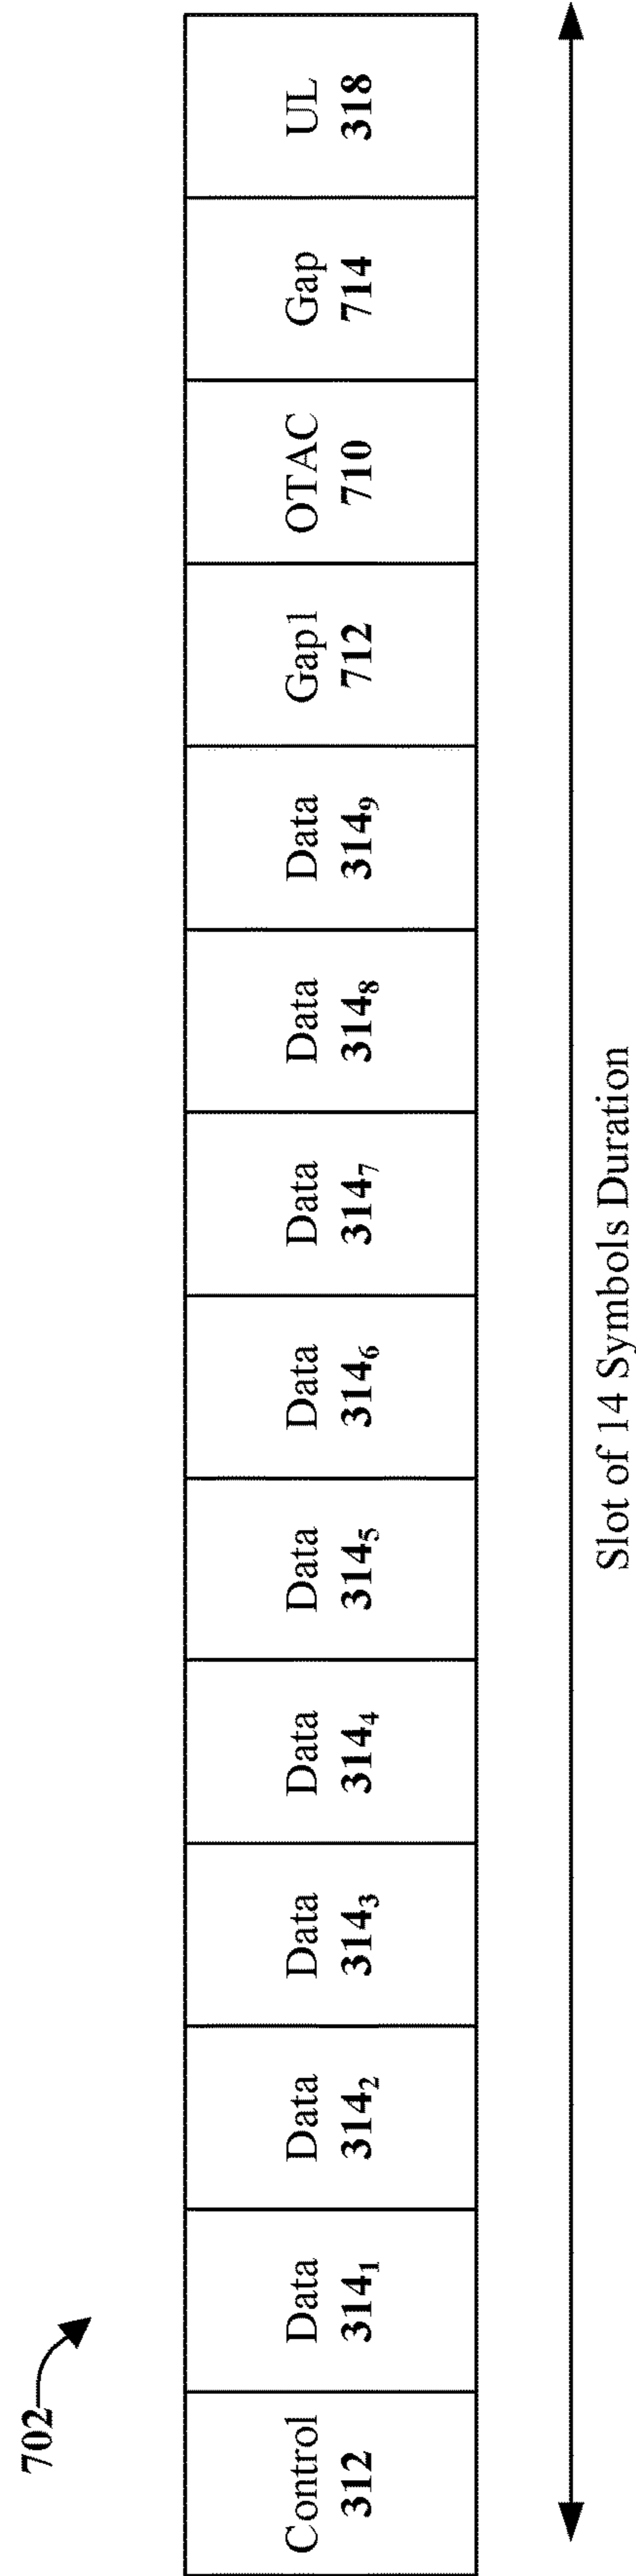 702
Control
312
Data
314₁
Data
314₂
Data
314₃
Data
314₄
Data
314₅
Data
314₆
Data
314₇
Data
314₈
Data
314₉
Gap1
712
OTAC
710
Gap
714
UL
318
Slot of 14 Symbols Duration